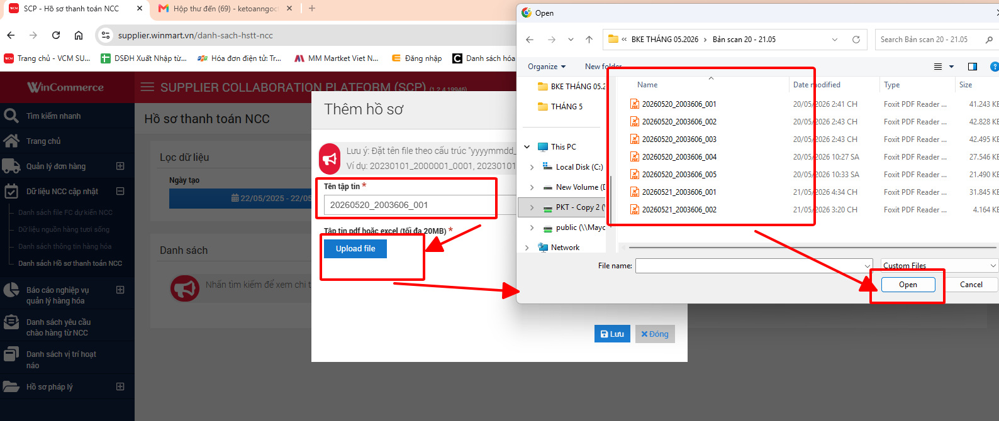 SCP - Hồ sơ thanh toán NCC
Hộp thư đến (69) - ketoanngoc
supplier.winmart.vn/danh-sach-hstt-ncc
Trang chủ - VCM SU...
DSĐH Xuất Nhập từ...
Hóa đơn điện tử: Tr...
MM Martket Viet N...
Đăng nhập
Danh sách hóa
WinCommerce
SUPPLIER COLLABORATION PLATFORM (SCP) (1.2.4.19946)
Tìm kiếm nhanh
Trang chủ
Quản lý đơn hàng
Dữ liệu NCC cập nhật
Danh sách file FC dự kiến NCC
Dữ liệu nguồn hàng tươi sống
Danh sách thông tin hàng hóa
Danh sách Hồ sơ thanh toán NCC
Báo cáo nghiệp vụ
quản lý hàng hóa
Danh sách yêu cầu
chào hàng từ NCC
Danh sách vị trí hoạt
náo
Hồ sơ pháp lý
Hồ sơ thanh toán NCC
Lọc dữ liệu
Ngày tạo
22/05/2025 - 22/05
Danh sách
Nhấn tìm kiếm để xem chi t
Thêm hồ sơ
Lưu ý: Đặt tên file theo cấu trúc "yyyymmdd_
Ví dụ: 20230101_2000001_0001, 20230101
Tên tập tin *
20260520_2003606_001
Tập tin pdf hoặc excel (tối đa 20MB) *
Upload file
Lưu
Đóng
Open
BKE THÁNG 05.2026 › Bản scan 20 - 21.05
Search Bản scan 20 - 21.05
Organize
New folder
BKE THÁNG 05.2
THÁNG 5
This PC
Local Disk (C:)
New Volume (D
PKT - Copy 2 (\
public (\\Mayc
Network
Name Date modified Type Size
20260520_2003606_001 20/05/2026 2:41 CH Foxit PDF Reader ... 41.243 KB
20260520_2003606_002 20/05/2026 2:43 CH Foxit PDF Reader ... 42.828 KB
20260520_2003606_003 20/05/2026 2:43 CH Foxit PDF Reader ... 42.495 KB
20260520_2003606_004 20/05/2026 10:27 SA Foxit PDF Reader ... 27.546 KB
20260520_2003606_005 20/05/2026 10:33 SA Foxit PDF Reader ... 21.490 KB
20260521_2003606_001 21/05/2026 4:34 CH Foxit PDF Reader ... 31.845 KB
20260521_2003606_002 21/05/2026 3:20 CH Foxit PDF Reader ... 4.164 KB
File name:
Custom Files
Open
Cancel